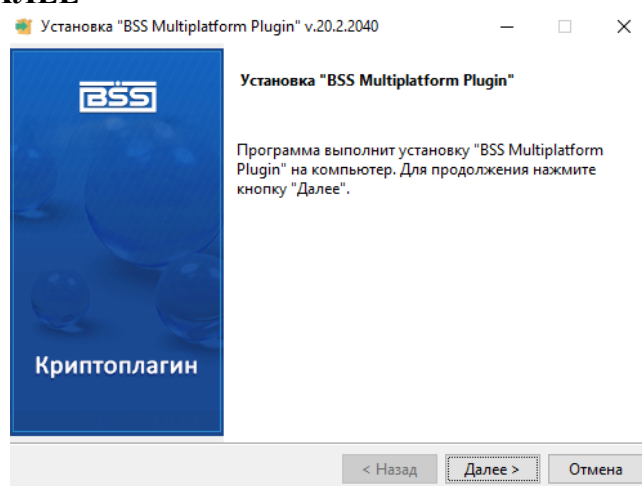 Установка "BSS Multiplatform Plugin" v.20.2.2040
BSS
Установка "BSS Multiplatform Plugin"
Программа выполнит установку "BSS Multiplatform
Plugin" на компьютер. Для продолжения нажмите
кнопку "Далее".
Криптоплагин
< Назад
Далее >
Отмена